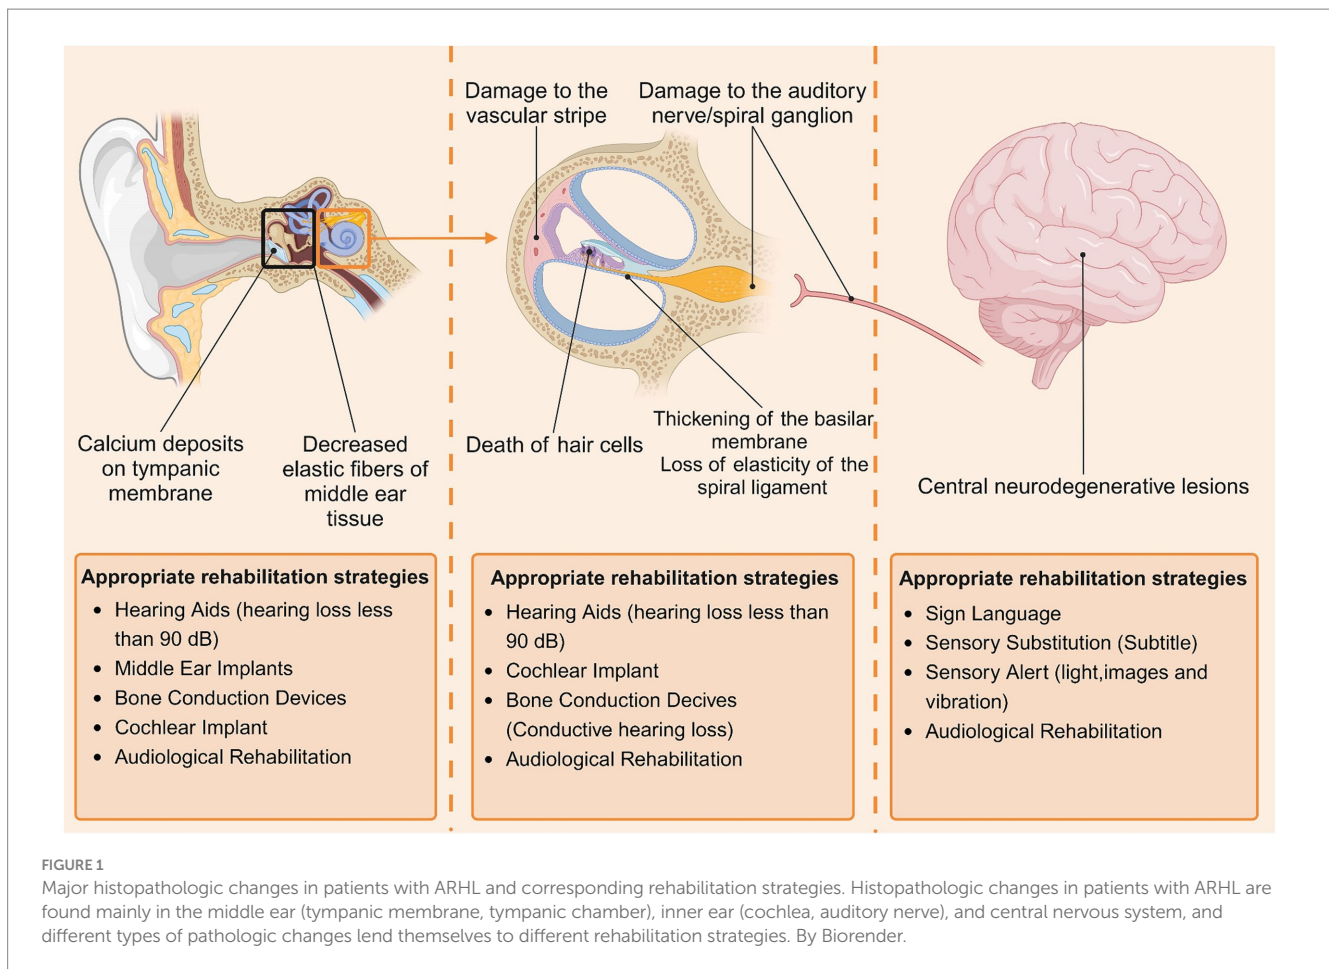 Damage to the
vascular stripe
Damage to the auditory
nerve/spiral ganglion
Calcium deposits
on tympanic
membrane
Decreased
elastic fibers of
middle ear
tissue
Death of hair cells
Thickening of the basilar
membrane
Loss of elasticity of the
spiral ligament
Central neurodegenerative lesions
Appropriate rehabilitation strategies
• Hearing Aids (hearing loss less
than 90 dB)
• Middle Ear Implants
• Bone Conduction Devices
• Cochlear Implant
• Audiological Rehabilitation
Appropriate rehabilitation strategies
• Hearing Aids (hearing loss less than
90 dB)
• Cochlear Implant
• Bone Conduction Decives
(Conductive hearing loss)
• Audiological Rehabilitation
Appropriate rehabilitation strategies
• Sign Language
• Sensory Substitution (Subtitle)
• Sensory Alert (light,images and
vibration)
• Audiological Rehabilitation
FIGURE 1
Major histopathologic changes in patients with ARHL and corresponding rehabilitation strategies. Histopathologic changes in patients with ARHL are
found mainly in the middle ear (tympanic membrane, tympanic chamber), inner ear (cochlea, auditory nerve), and central nervous system, and
different types of pathologic changes lend themselves to different rehabilitation strategies. By Biorender.